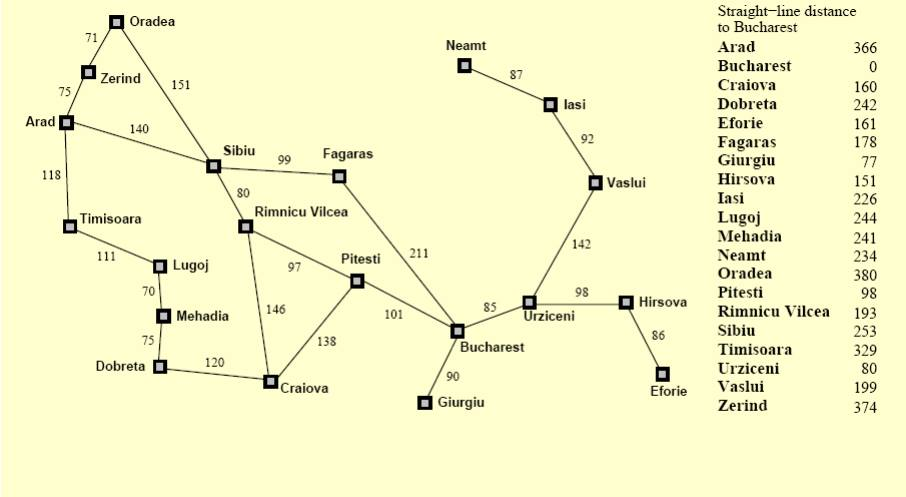 Oradea
71
Zerind
75
151
Arad
140
118
Sibiu
99
Fagaras
80
Rimnicu Vilcea
Timisoara
111
Lugoj
70
Mehadia
75
Dobreta
120
146
97
Pitesti
138
Craiova
211
101
Bucharest
90
Giurgiu
85
Urziceni
98
Hirsova
86
Eforie
142
Vaslui
92
Iasi
87
Neamt
Straight−line distance
to Bucharest
Arad 366
Bucharest 0
Craiova 160
Dobreta 242
Eforie 161
Fagaras 178
Giurgiu 77
Hirsova 151
Iasi 226
Lugoj 244
Mehadia 241
Neamt 234
Oradea 380
Pitesti 98
Rimnicu Vilcea 193
Sibiu 253
Timisoara 329
Urziceni 80
Vaslui 199
Zerind 374